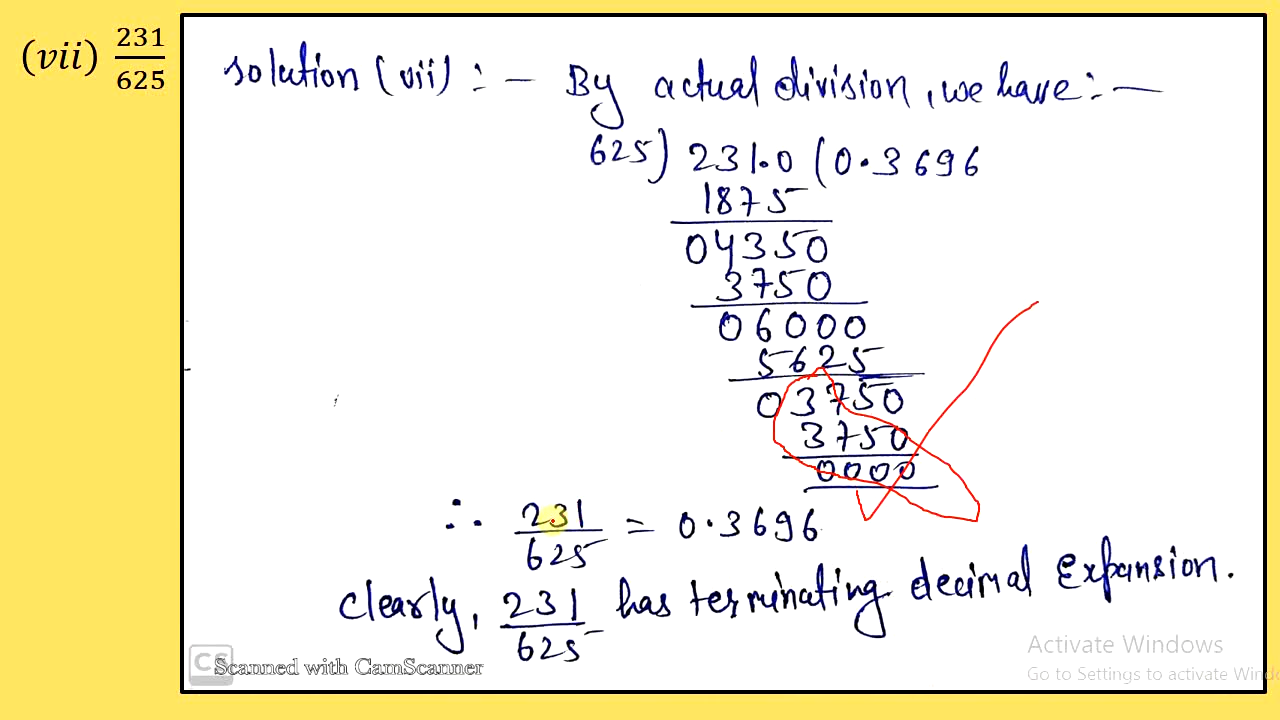 (vii) 231/625
Solution (vii) :- By actual division, we have :-
625) 231.0 (0.3696
1875
04350
3750
06000
5625
03750
3750
0000
∴ 231/625 = 0.3696
Clearly, 231/625 has terminating decimal Expansion.
CS Scanned with CamScanner
Activate Windows
Go to Settings to activate Wind